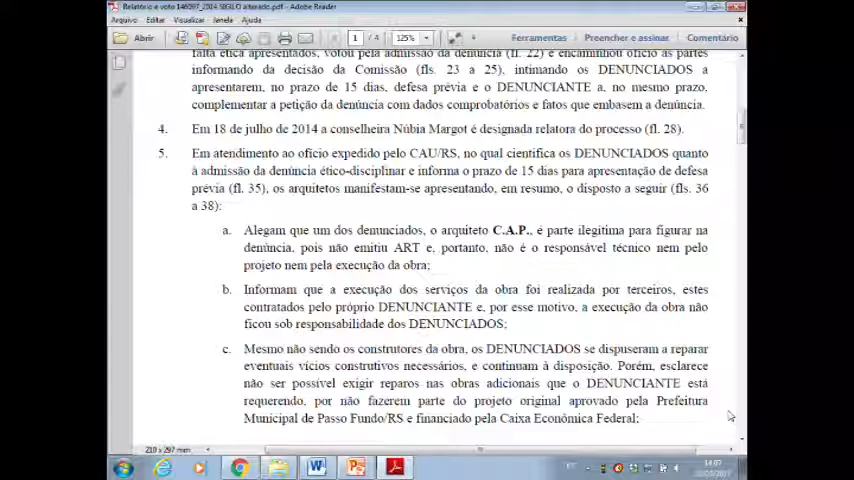 Relatório e voto 146097_2014 SIGILO alterado.pdf - Adobe Reader
Arquivo Editar Visualizar Janela Ajuda
Abrir 1 / 4 125% Ferramentas Preencher e assinar Comentário
falta ética apresentados, votou pela admissão da denúncia (fl. 22) e encaminhou ofício às partes
informando da decisão da Comissão (fls. 23 a 25), intimando os DENUNCIADOS a
apresentarem, no prazo de 15 dias, defesa prévia e o DENUNCIANTE a, no mesmo prazo,
complementar a petição da denúncia com dados comprobatórios e fatos que embasem a denúncia.
4. Em 18 de julho de 2014 a conselheira Núbia Margot é designada relatora do processo (fl. 28).
5. Em atendimento ao ofício expedido pelo CAU/RS, no qual cientifica os DENUNCIADOS quanto
à admissão da denúncia ético-disciplinar e informa o prazo de 15 dias para apresentação de defesa
prévia (fl. 35), os arquitetos manifestam-se apresentando, em resumo, o disposto a seguir (fls. 36
a 38):
a. Alegam que um dos denunciados, o arquiteto C.A.P., é parte ilegítima para figurar na
denúncia, pois não emitiu ART e, portanto, não é o responsável técnico nem pelo
projeto nem pela execução da obra;
b. Informam que a execução dos serviços da obra foi realizada por terceiros, estes
contratados pelo próprio DENUNCIANTE e, por esse motivo, a execução da obra não
ficou sob responsabilidade dos DENUNCIADOS;
c. Mesmo não sendo os construtores da obra, os DENUNCIADOS se dispuseram a reparar
eventuais vícios construtivos necessários, e continuam à disposição. Porém, esclarece
não ser possível exigir reparos nas obras adicionais que o DENUNCIANTE está
requerendo, por não fazerem parte do projeto original aprovado pela Prefeitura
Municipal de Passo Fundo/RS e financiado pela Caixa Econômica Federal;
210 x 297 mm
PT 14:07